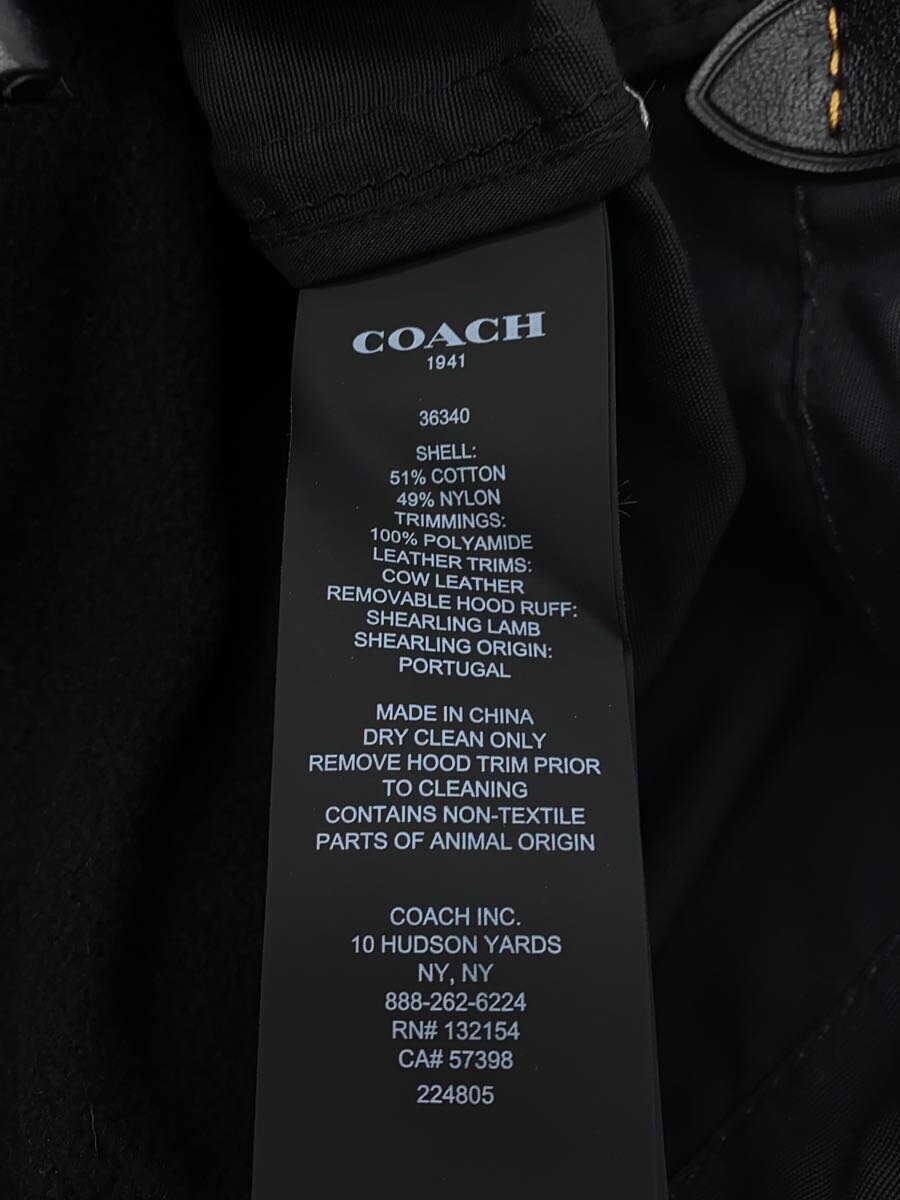 COACH
1941
36340
SHELL:
51% COTTON
49% NYLON
TRIMMINGS:
100% POLYAMIDE
LEATHER TRIMS:
COW LEATHER
REMOVABLE HOOD RUFF:
SHEARLING LAMB
SHEARLING ORIGIN:
PORTUGAL
MADE IN CHINA
DRY CLEAN ONLY
REMOVE HOOD TRIM PRIOR
TO CLEANING
CONTAINS NON-TEXTILE
PARTS OF ANIMAL ORIGIN
COACH INC.
10 HUDSON YARDS
NY, NY
888-262-6224
RN# 132154
CA# 57398
224805